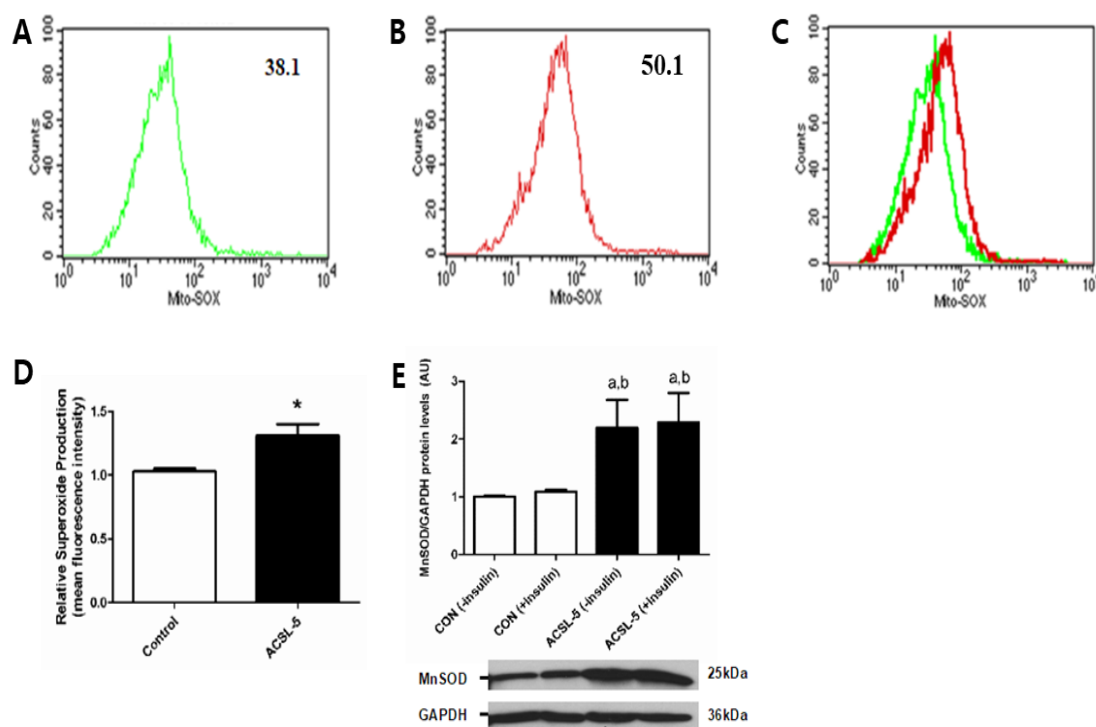 A
38.1
Counts
0 20 40 60 80 100
10^0 10^1 10^2 10^3 10^4
Mito-SOX
B
50.1
Counts
0 20 40 60 80 100
10^0 10^1 10^2 10^3 10^4
Mito-SOX
C
Counts
0 20 40 60 80 100
10^0 10^1 10^2 10^3
Mito-SOX
D
Relative Superoxide Production
(mean fluorescence intensity)
1.5
1.0
0.5
0.0
*
Control
ACSL-5
E
MnSOD/GAPDH protein levels (AU)
3
2
1
0
a,b
a,b
CON (-insulin)
CON (+insulin)
ACSL-5 (-insulin)
ACSL-5 (+insulin)
MnSOD
25kDa
GAPDH
36kDa